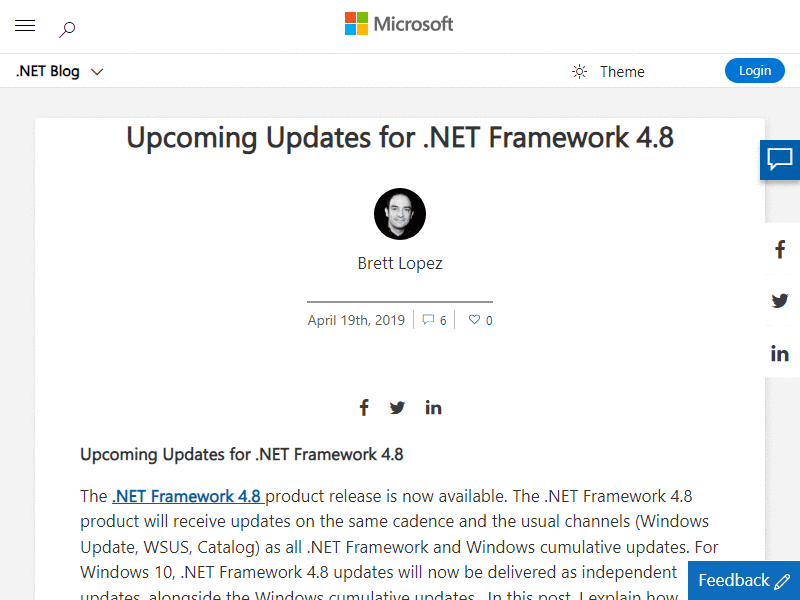 Microsoft
.NET Blog
Theme
Login
Upcoming Updates for .NET Framework 4.8
Brett Lopez
April 19th, 2019
6
0
Upcoming Updates for .NET Framework 4.8
The .NET Framework 4.8 product release is now available. The .NET Framework 4.8
product will receive updates on the same cadence and the usual channels (Windows
Update, WSUS, Catalog) as all .NET Framework and Windows cumulative updates. For
Windows 10, .NET Framework 4.8 updates will now be delivered as independent
updates, alongside the Windows cumulative updates. In this post, I explain how
Feedback